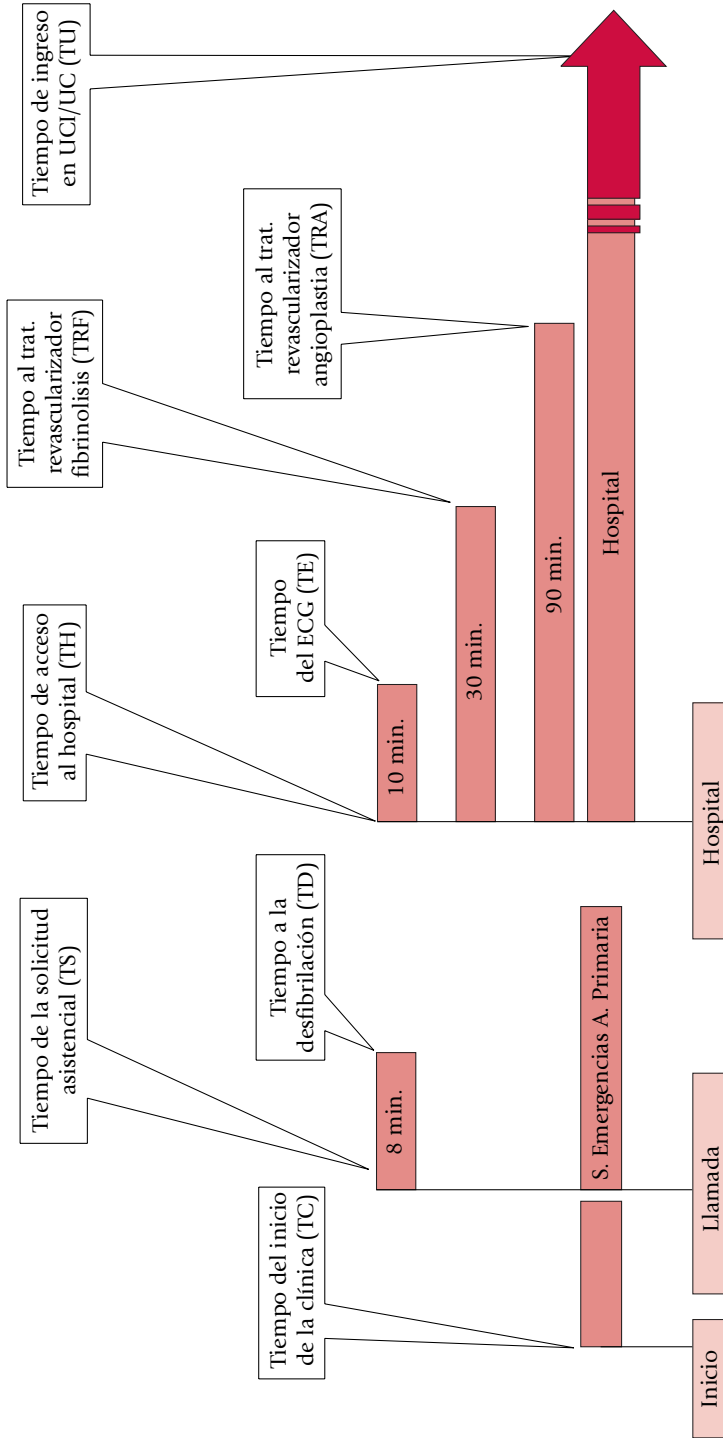 Tiempo de la solicitud
asistencial (TS)
Tiempo de acceso
al hospital (TH)
Tiempo al trat.
revascularizador
fibrinolisis (TRF)
Tiempo de ingreso
en UCI/UC (TU)
Tiempo del inicio
de la clínica (TC)
Tiempo a la
desfibrilación (TD)
Tiempo
del ECG (TE)
Tiempo al trat.
revascularizador
angioplastia (TRA)
8 min.
10 min.
30 min.
90 min.
S. Emergencias A. Primaria
Hospital
Inicio
Llamada
Hospital